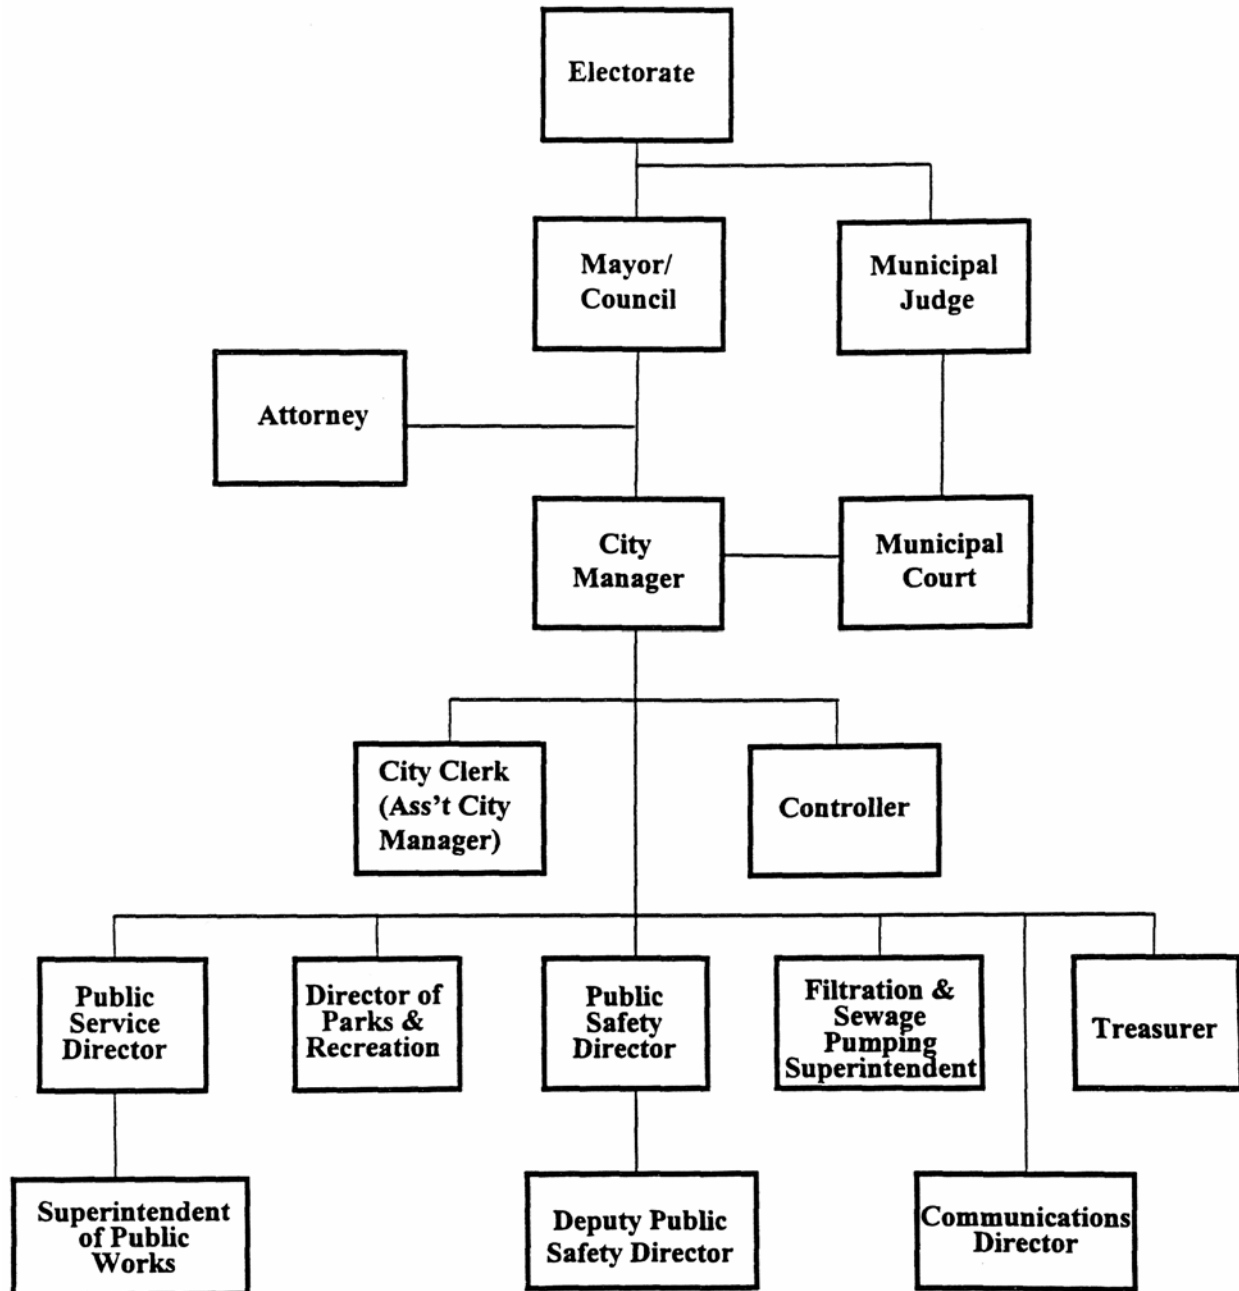 Electorate
Mayor/
Council
Municipal
Judge
Attorney
City
Manager
Municipal
Court
City Clerk
(Ass't City
Manager)
Controller
Public
Service
Director
Director of
Parks &
Recreation
Public
Safety
Director
Filtration &
Sewage
Pumping
Superintendent
Treasurer
Superintendent
of Public
Works
Deputy Public
Safety Director
Communications
Director